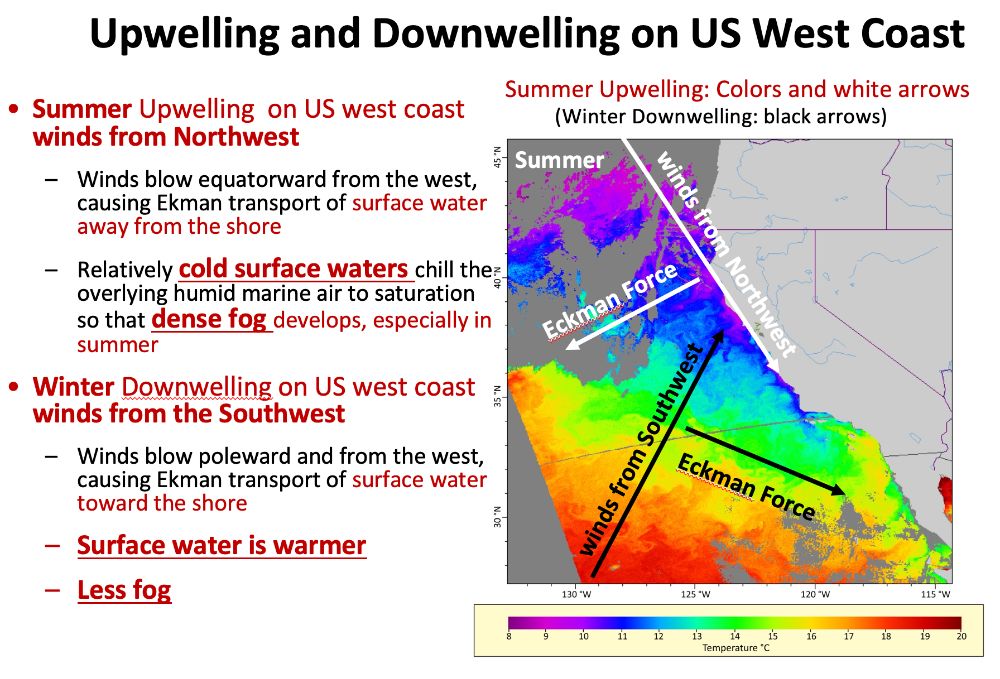 Upwelling and Downwelling on US West Coast
• Summer Upwelling on US west coast
winds from Northwest
– Winds blow equatorward from the west,
causing Ekman transport of surface water
away from the shore
– Relatively cold surface waters chill the
overlying humid marine air to saturation
so that dense fog develops, especially in
summer
• Winter Downwelling on US west coast
winds from the Southwest
– Winds blow poleward and from the west,
causing Ekman transport of surface water
toward the shore
– Surface water is warmer
– Less fog
Summer Upwelling: Colors and white arrows
(Winter Downwelling: black arrows)
Summer
winds from Northwest
Eckman Force
winds from Southwest
Eckman Force
45 °N
40 °N
35 °N
30 °N
130 °W 125 °W 120 °W 115 °W
8 9 10 11 12 13 14 15 16 17 18 19 20
Temperature °C